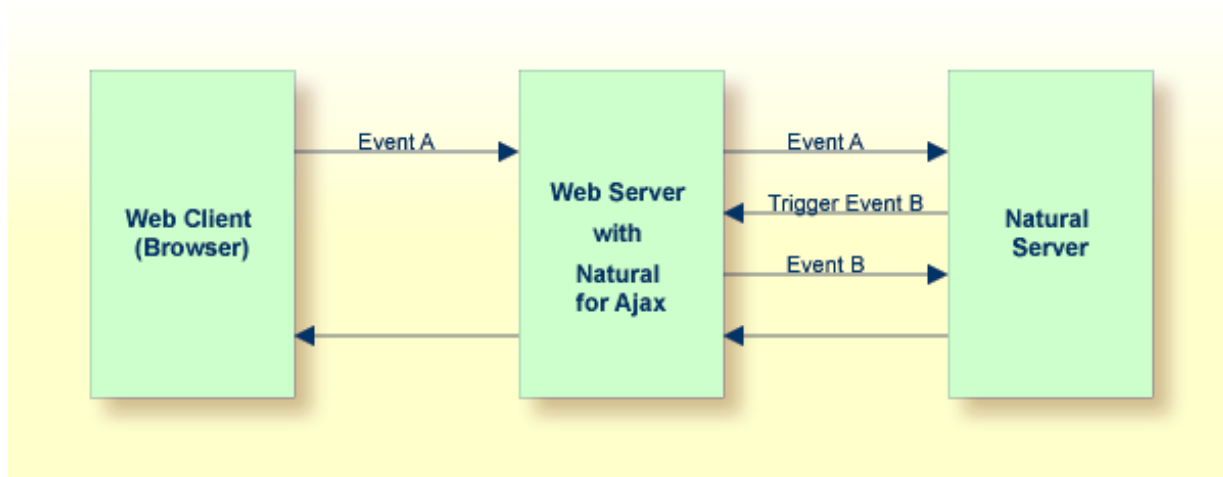 Event A
Event A
Web Client
(Browser)
Web Server
with
Natural
for Ajax
Trigger Event B
Event B
Natural
Server